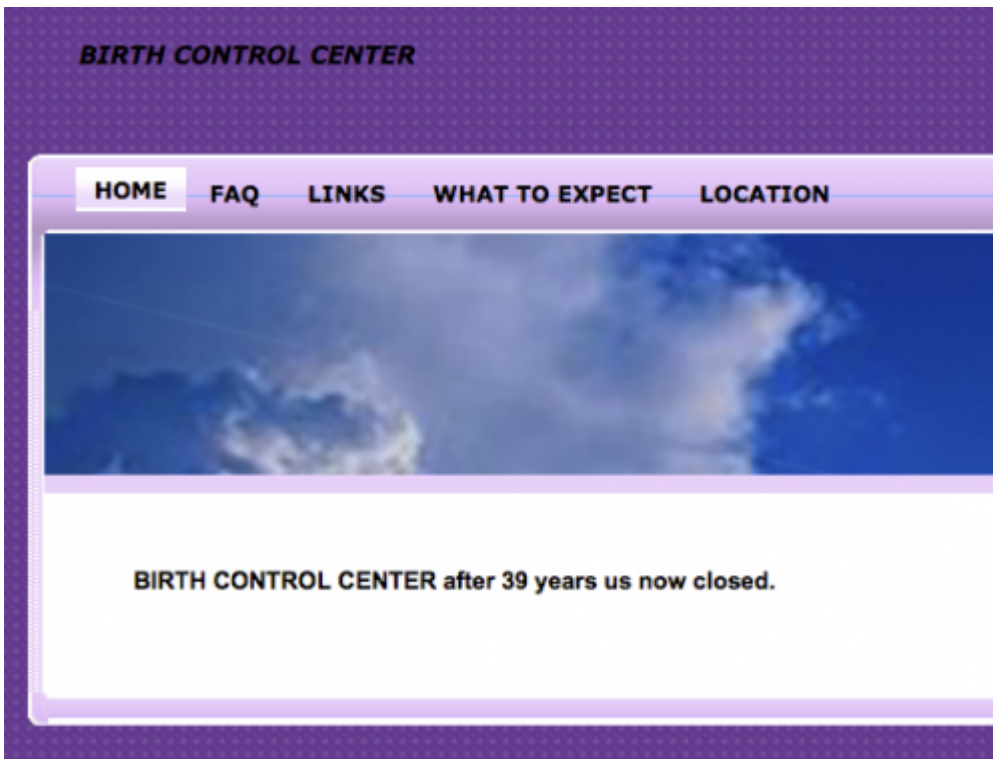 BIRTH CONTROL CENTER
HOME FAQ LINKS WHAT TO EXPECT LOCATION
BIRTH CONTROL CENTER after 39 years us now closed.